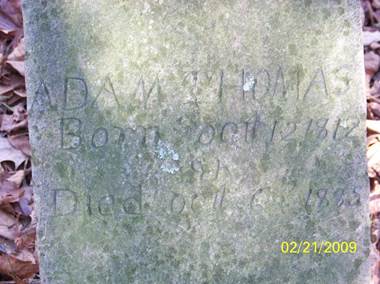 ADAM THOMAS
Born oct 12 1812
&
Died oct 6
02/21/2009